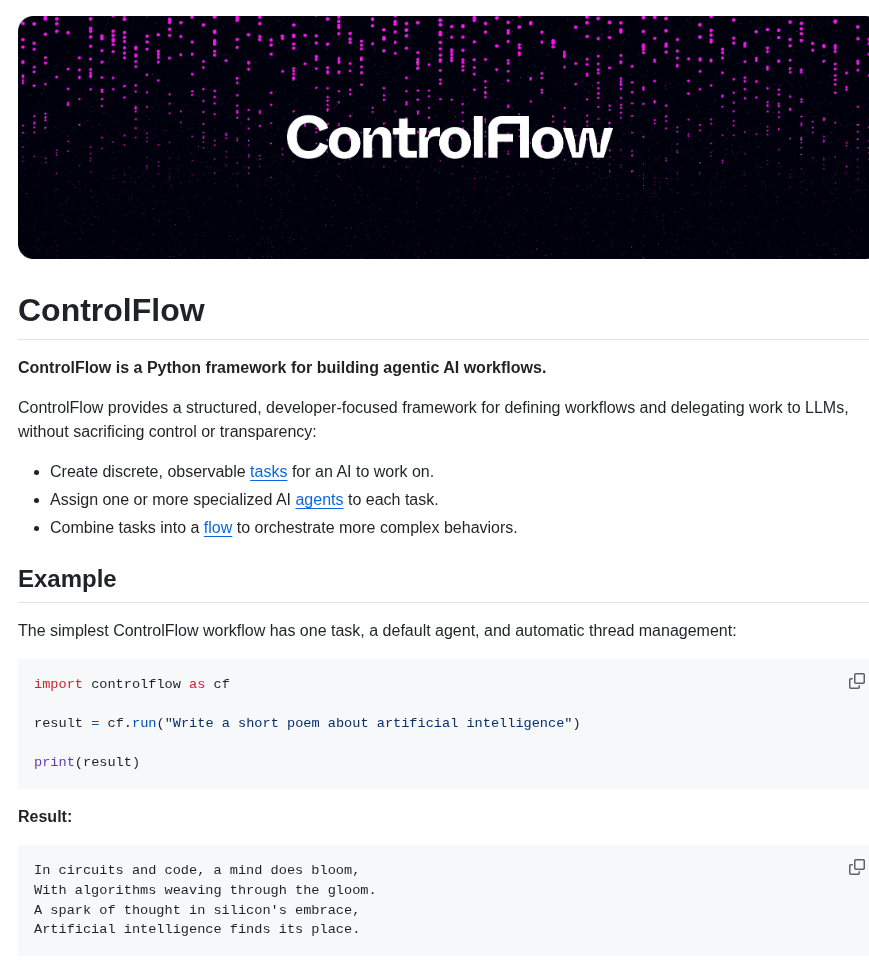 ControlFlow
ControlFlow
ControlFlow is a Python framework for building agentic AI workflows.
ControlFlow provides a structured, developer-focused framework for defining workflows and delegating work to LLMs,
without sacrificing control or transparency:
Create discrete, observable tasks for an AI to work on.
Assign one or more specialized AI agents to each task.
Combine tasks into a flow to orchestrate more complex behaviors.
Example
The simplest ControlFlow workflow has one task, a default agent, and automatic thread management:
import controlflow as cf
result = cf.run("Write a short poem about artificial intelligence")
print(result)
Result:
In circuits and code, a mind does bloom,
With algorithms weaving through the gloom.
A spark of thought in silicon's embrace,
Artificial intelligence finds its place.